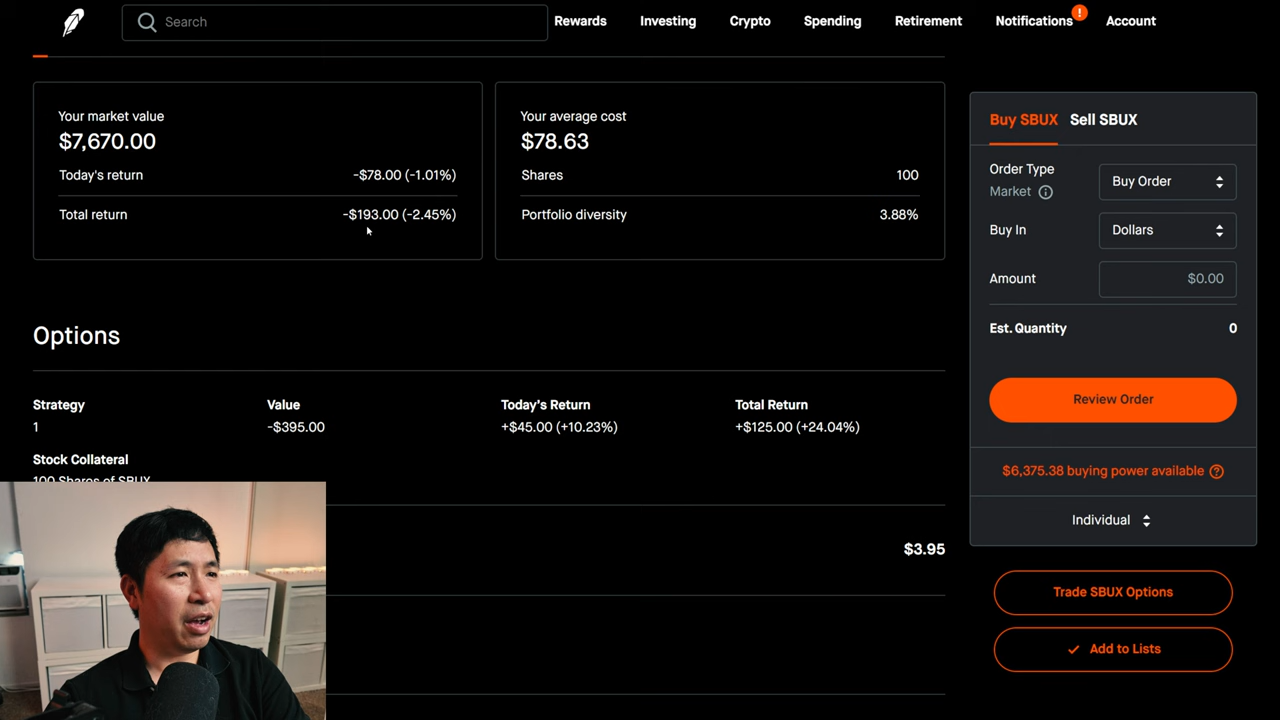 Search
Rewards
Investing
Crypto
Spending
Retirement
Notifications
!
Account
Your market value
$7,670.00
Today's return -$78.00 (-1.01%)
Total return -$193.00 (-2.45%)
Your average cost
$78.63
Shares 100
Portfolio diversity 3.88%
Buy SBUX Sell SBUX
Order Type
Market
Buy Order
Buy In Dollars
Amount $0.00
Est. Quantity 0
Review Order
$6,375.38 buying power available ?
Individual
Trade SBUX Options
Add to Lists
Options
Strategy Value Today's Return Total Return
1 -$395.00 +$45.00 (+10.23%) +$125.00 (+24.04%)
Stock Collateral
100 Shares of SBUX
$3.95